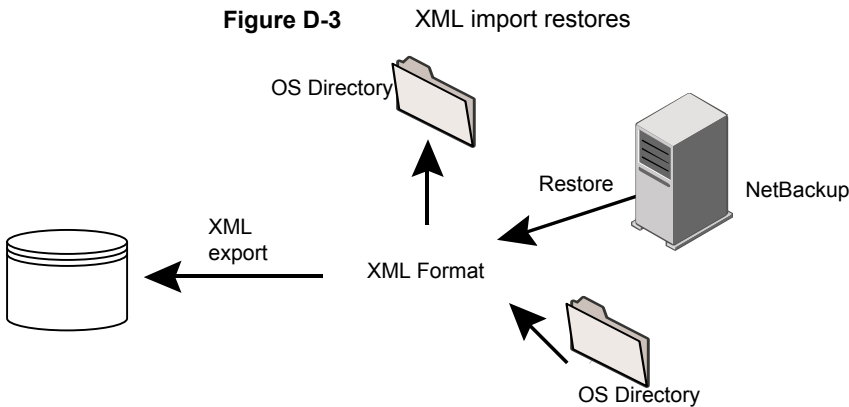 Figure D-3 XML import restores
OS Directory
Restore
NetBackup
XML
export
XML Format
OS Directory